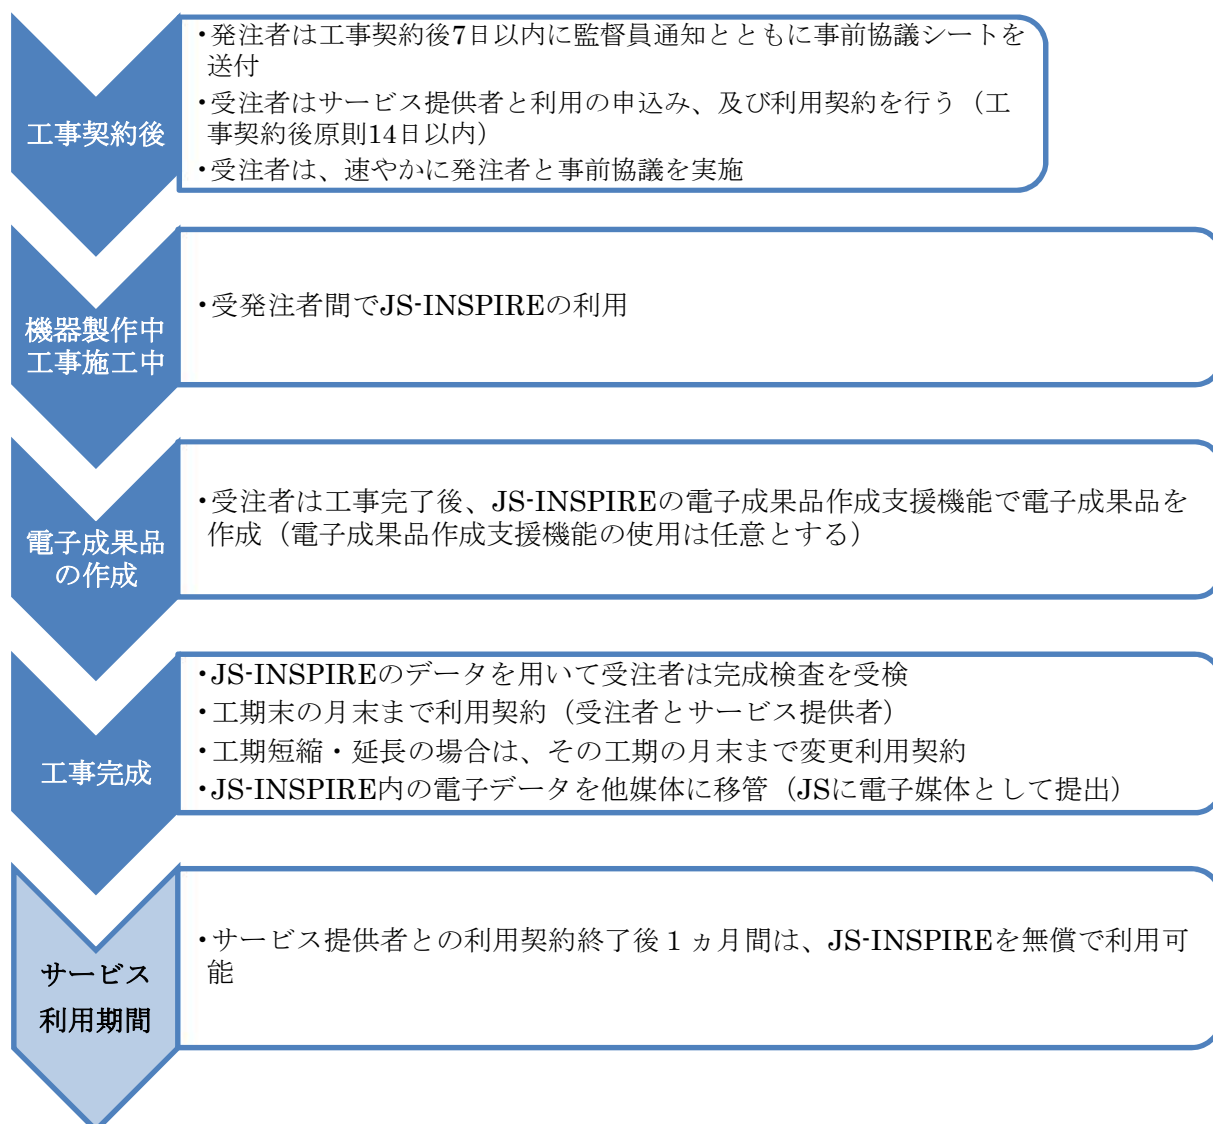 工事契約後
・発注者は工事契約後7日以内に監督員通知とともに事前協議シートを
送付
・受注者はサービス提供者と利用の申込み、及び利用契約を行う（工
事契約後原則14日以内）
・受注者は、速やかに発注者と事前協議を実施
機器製作中
工事施工中
・受発注者間でJS-INSPIREの利用
電子成果品
の作成
・受注者は工事完了後、JS-INSPIREの電子成果品作成支援機能で電子成果品を
作成（電子成果品作成支援機能の使用は任意とする）
工事完成
・JS-INSPIREのデータを用いて受注者は完成検査を受検
・工期末の月末まで利用契約（受注者とサービス提供者）
・工期短縮・延長の場合は、その工期の月末まで変更利用契約
・JS-INSPIRE内の電子データを他媒体に移管（JSに電子媒体として提出）
サービス
利用期間
・サービス提供者との利用契約終了後１ヵ月間は、JS-INSPIREを無償で利用可
能